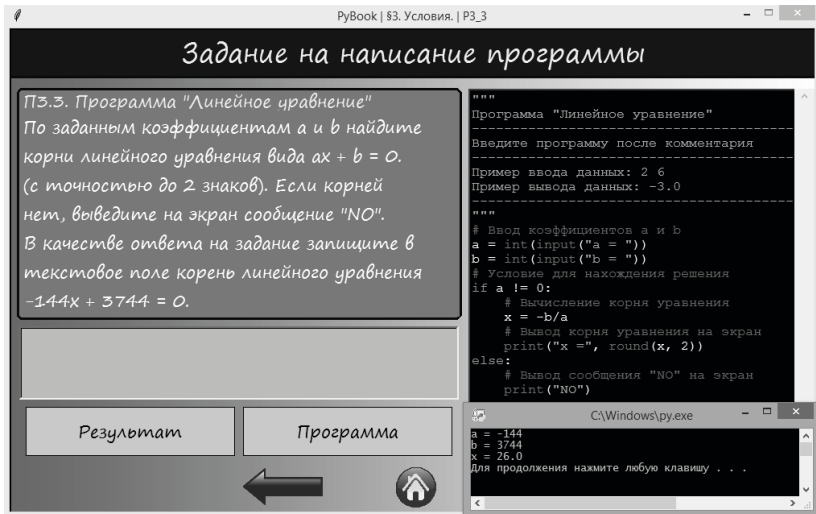 PyBook | §3. Условия. | P3_3
Задание на написание программы
П3.3. Программа "Линейное уравнение"
По заданным коэффициентам a и b найдите
корни линейного уравнения вида ax + b = 0.
(с точностью до 2 знаков). Если корней
нет, выведите на экран сообщение "NO".
В качестве ответа на задание запишите в
текстовое поле корень линейного уравнения
-144x + 3744 = 0.
Результат
Программа
"""
Программа "Линейное уравнение"
----------------------------------------
Введите программу после комментария
----------------------------------------
Пример ввода данных: 2 6
Пример вывода данных: -3.0
----------------------------------------
"""
# Ввод коэффициентов a и b
a = int(input("a = "))
b = int(input("b = "))
# Условие для нахождения решения
if a != 0:
    # Вычисление корня уравнения
    x = -b/a
    # Вывод корня уравнения на экран
    print("x =", round(x, 2))
else:
    # Вывод сообщения "NO" на экран
    print("NO")
C:\Windows\py.exe
a = -144
b = 3744
x = 26.0
Для продолжения нажмите любую клавишу . . .